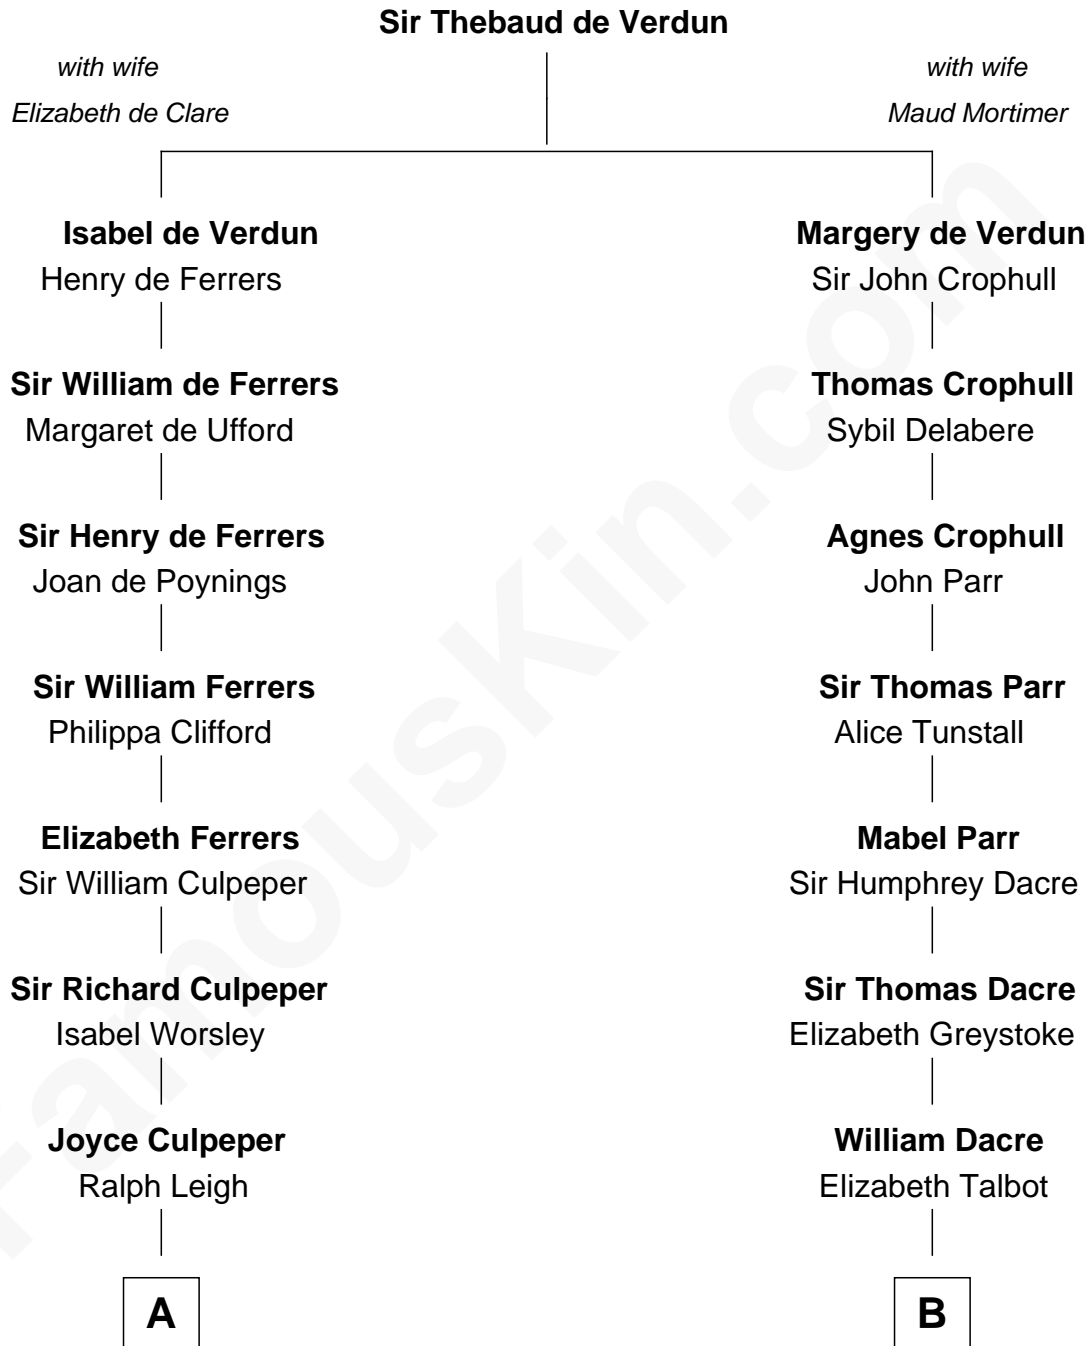 Sir Thebaud de Verdun
with wife
Elizabeth de Clare
with wife
Maud Mortimer
Isabel de Verdun
Henry de Ferrers
Margery de Verdun
Sir John Crophull
Sir William de Ferrers
Margaret de Ufford
Thomas Crophull
Sybil Delabere
Sir Henry de Ferrers
Joan de Poynings
Agnes Crophull
John Parr
Sir William Ferrers
Philippa Clifford
Sir Thomas Parr
Alice Tunstall
Elizabeth Ferrers
Sir William Culpeper
Mabel Parr
Sir Humphrey Dacre
Sir Richard Culpeper
Isabel Worsley
Sir Thomas Dacre
Elizabeth Greystoke
Joyce Culpeper
Ralph Leigh
William Dacre
Elizabeth Talbot
A
B
FamousKin.com